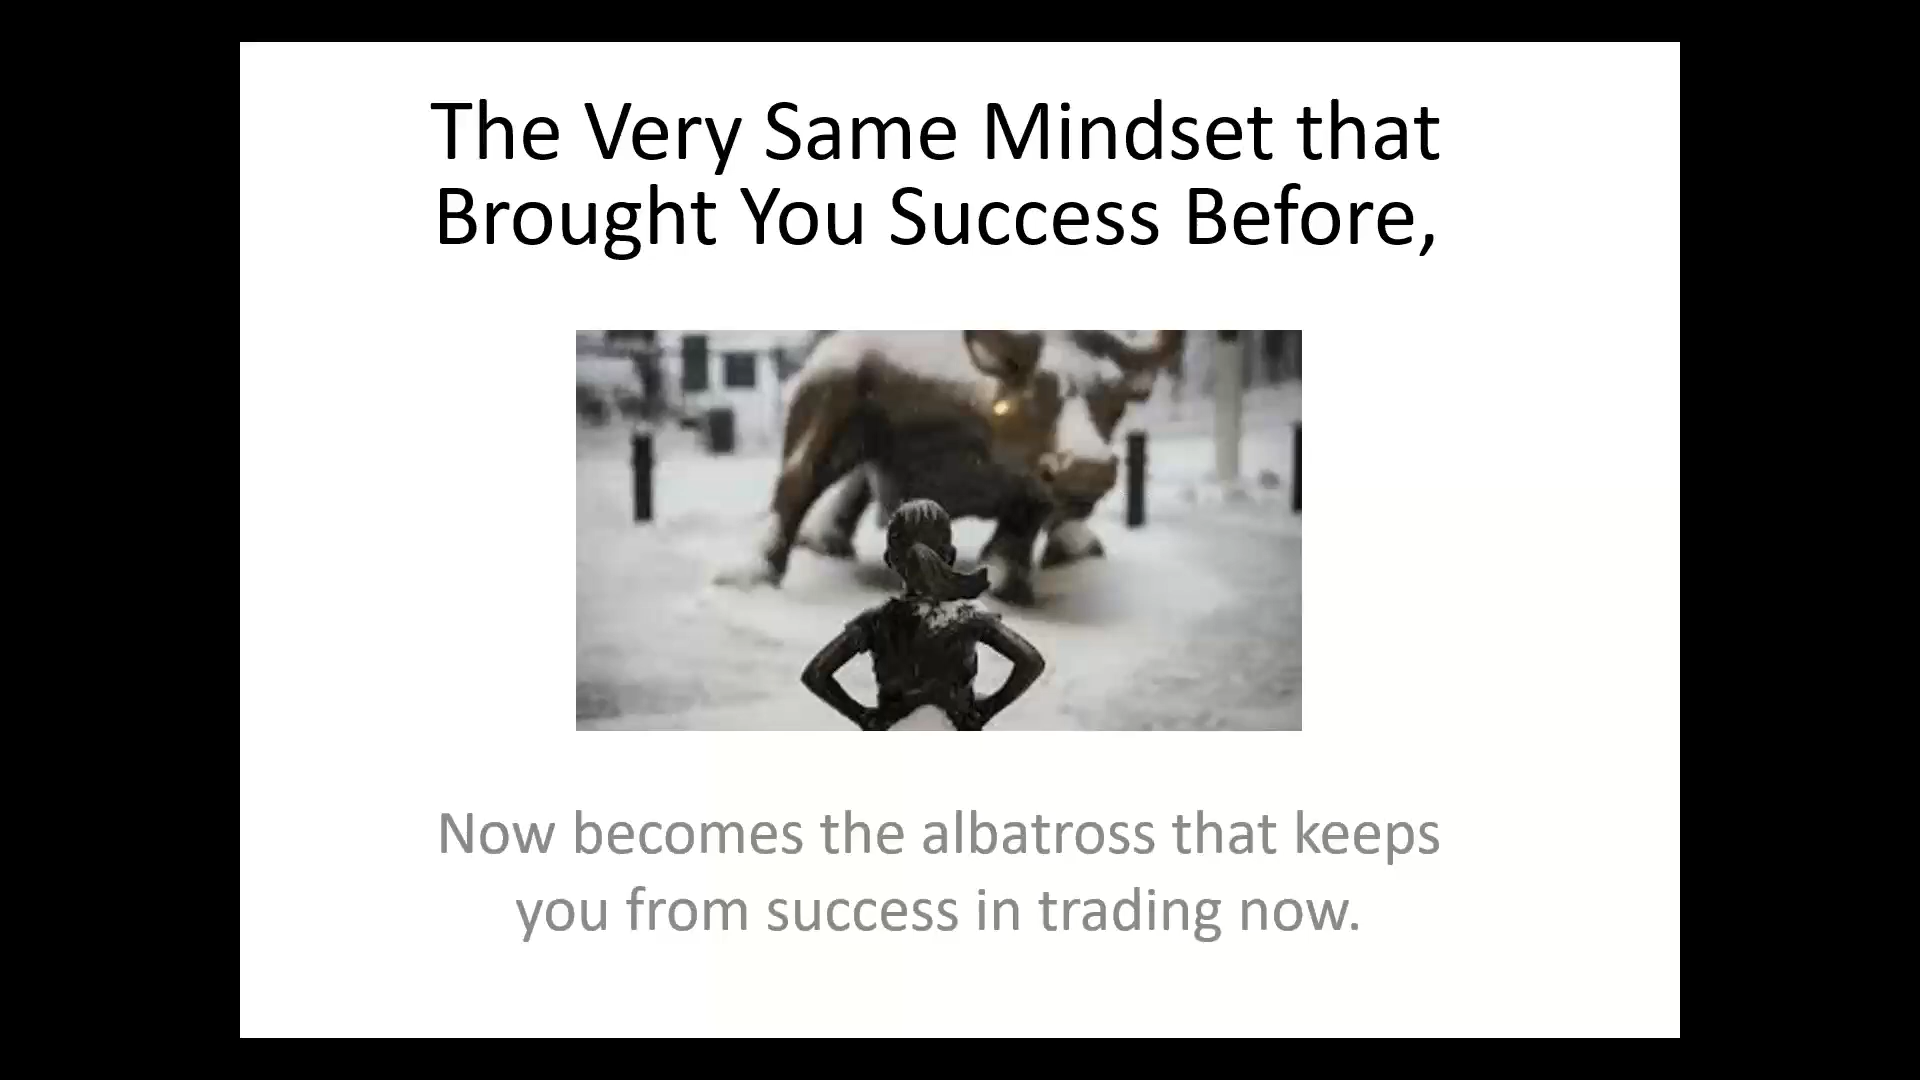 The Very Same Mindset that
Brought You Success Before,
Now becomes the albatross that keeps
you from success in trading now.